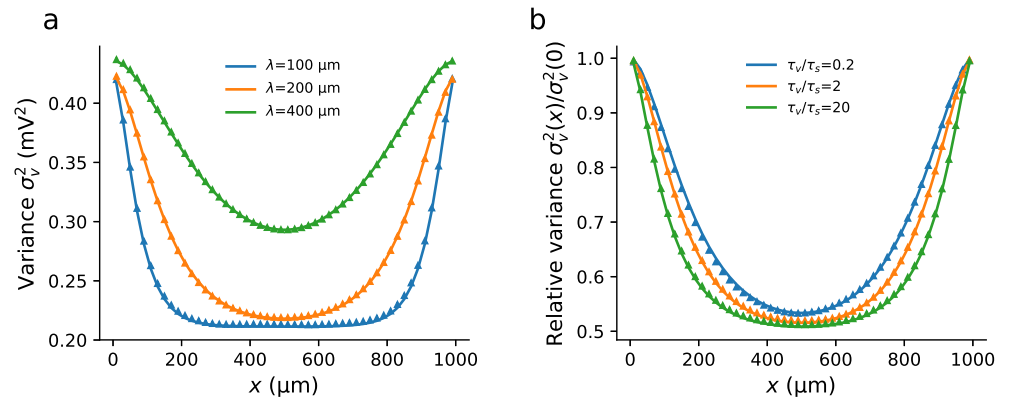 a
Variance σ²ᵥ (mV²)
0.40
0.35
0.30
0.25
0.20
λ=100 μm
λ=200 μm
λ=400 μm
0
200
400
600
800
1000
x (μm)
b
Relative variance σ²ᵥ(x)/σ²ᵥ(0)
1.0
0.9
0.8
0.7
0.6
0.5
τᵥ/τₛ=0.2
τᵥ/τₛ=2
τᵥ/τₛ=20
0
200
400
600
800
1000
x (μm)